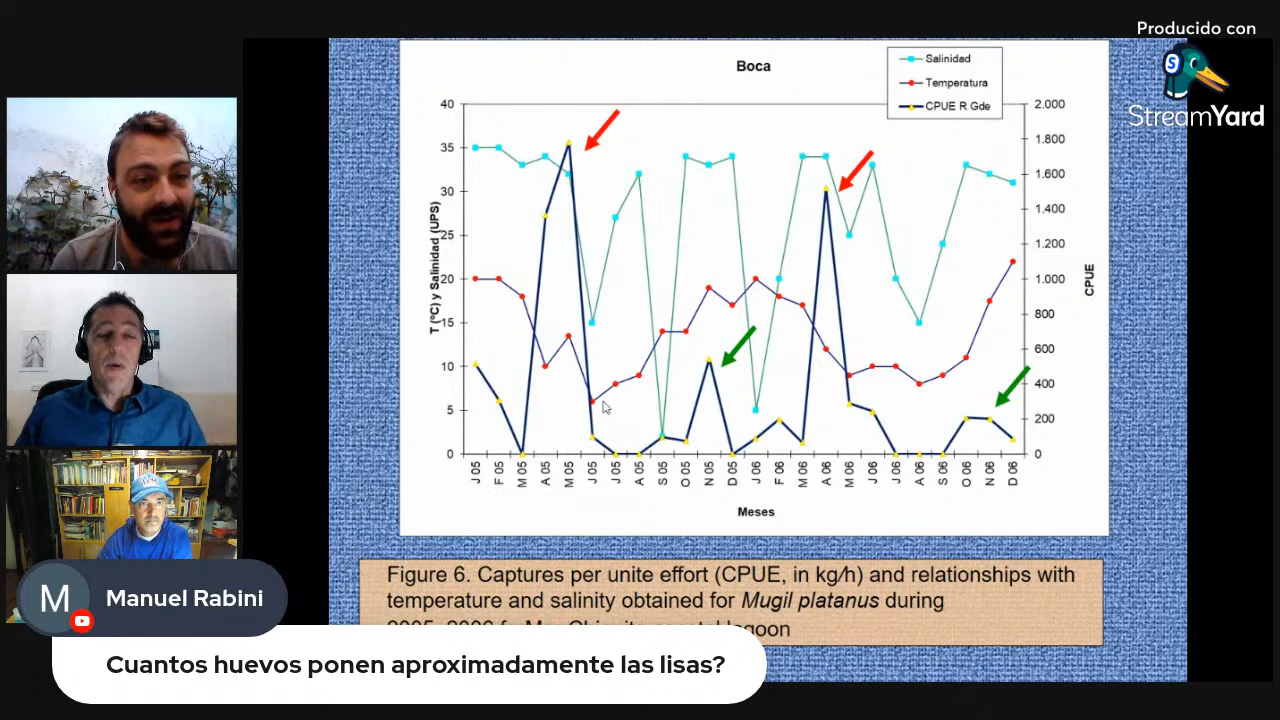 Producido con
StreamYard
Boca
Salinidad
Temperatura
CPUE R Gde
T (ºC) y Salinidad (UPS)
40
35
30
25
20
15
10
5
0
2.000
1.800
1.600
1.400
1.200
1.000
800
600
400
200
0
CPUE
J 05
F 05
M 05
A 05
M 05
J 05
J 05
A 05
S 05
O 05
N 05
D 05
J 06
F 06
M 06
A 06
M 06
J 06
J 06
A 06
S 06
O 06
N 06
D 06
Meses
Figure 6. Captures per unite effort (CPUE, in kg/h) and relationships with
temperature and salinity obtained for Mugil platanus during
M
Manuel Rabini
Cuantos huevos ponen aproximadamente las lisas?